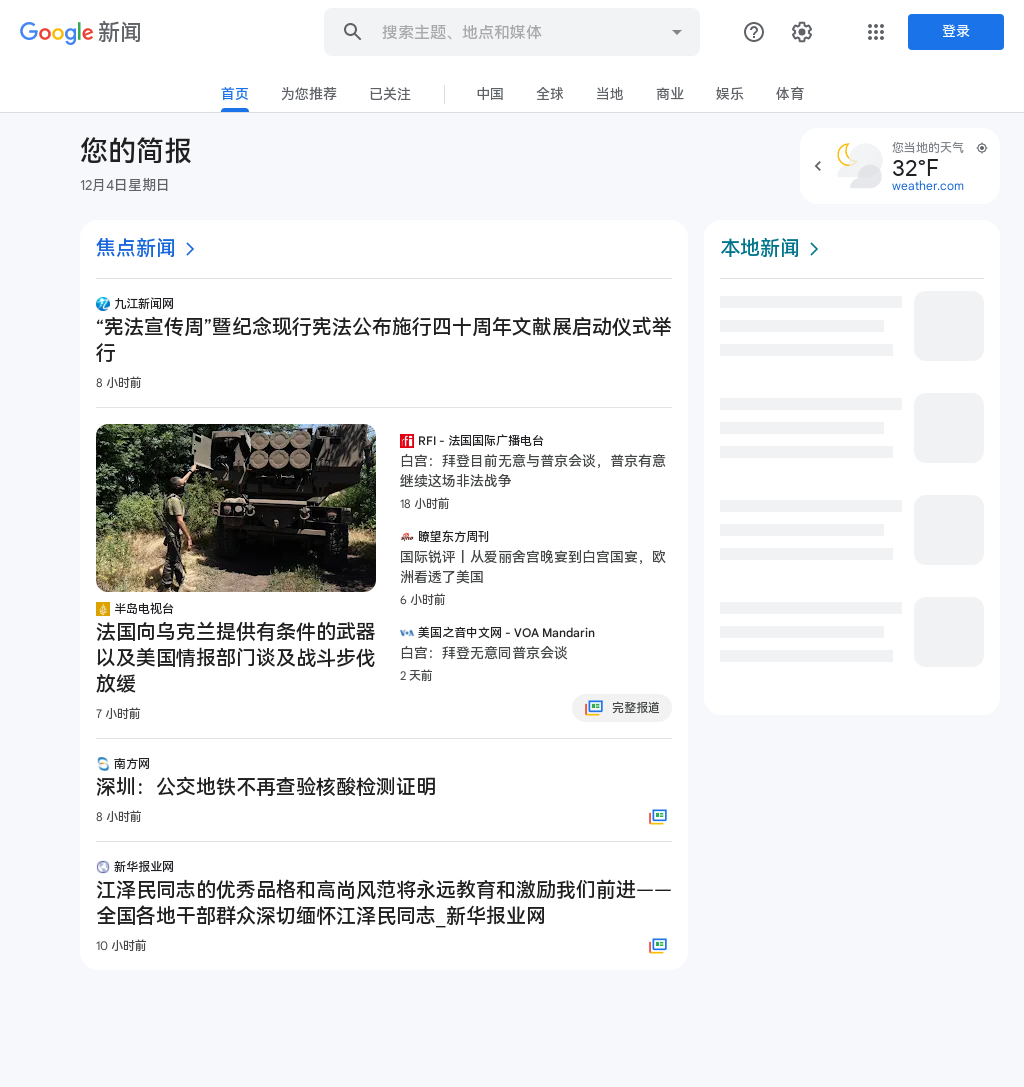 Google 新闻
搜索主题、地点和媒体
登录
首页
为您推荐
已关注
中国
全球
当地
商业
娱乐
体育
您的简报
12月4日星期日
您当地的天气
32°F
weather.com
焦点新闻
九江新闻网
“宪法宣传周”暨纪念现行宪法公布施行四十周年文献展启动仪式举
行
8 小时前
半岛电视台
法国向乌克兰提供有条件的武器
以及美国情报部门谈及战斗步伐
放缓
7 小时前
RFI - 法国国际广播电台
白宫：拜登目前无意与普京会谈，普京有意
继续这场非法战争
18 小时前
瞭望东方周刊
国际锐评丨从爱丽舍宫晚宴到白宫国宴，欧
洲看透了美国
6 小时前
美国之音中文网 - VOA Mandarin
白宫：拜登无意同普京会谈
2 天前
完整报道
南方网
深圳：公交地铁不再查验核酸检测证明
8 小时前
新华报业网
江泽民同志的优秀品格和高尚风范将永远教育和激励我们前进——
全国各地干部群众深切缅怀江泽民同志_新华报业网
10 小时前
本地新闻